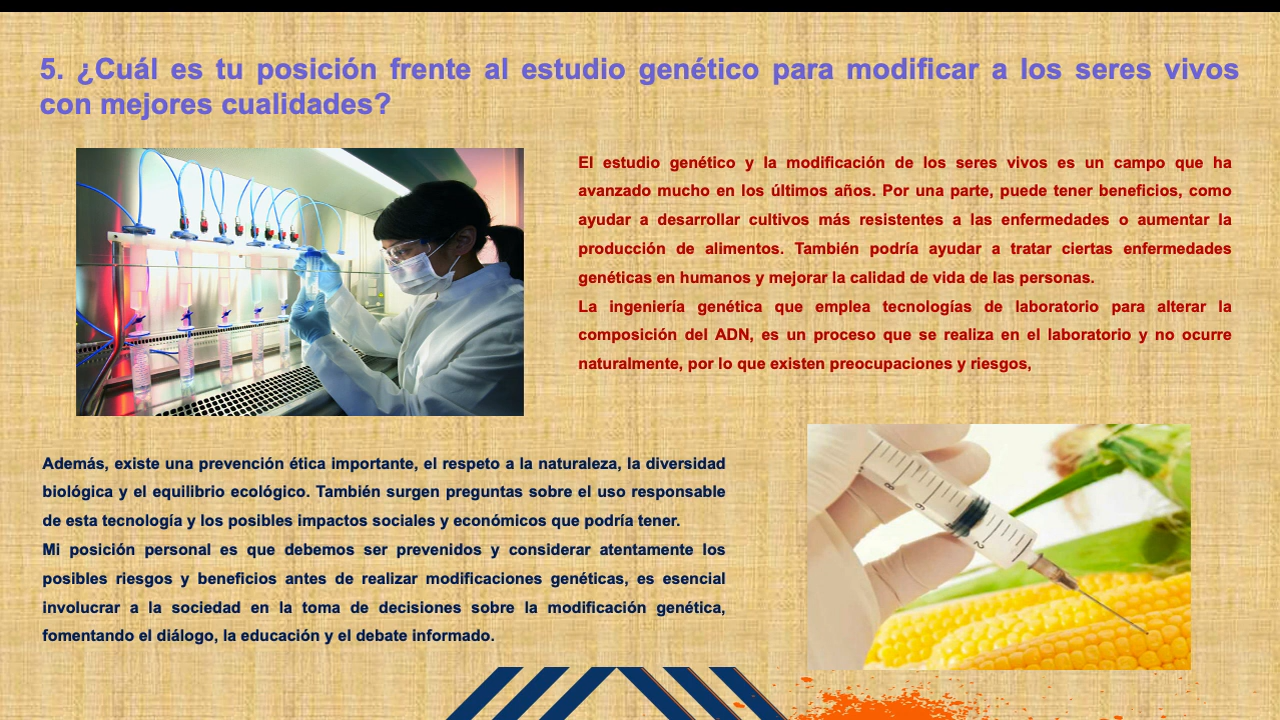 5. ¿Cuál es tu posición frente al estudio genético para modificar a los seres vivos
con mejores cualidades?
El estudio genético y la modificación de los seres vivos es un campo que ha
avanzado mucho en los últimos años. Por una parte, puede tener beneficios, como
ayudar a desarrollar cultivos más resistentes a las enfermedades o aumentar la
producción de alimentos. También podría ayudar a tratar ciertas enfermedades
genéticas en humanos y mejorar la calidad de vida de las personas.
La ingeniería genética que emplea tecnologías de laboratorio para alterar la
composición del ADN, es un proceso que se realiza en el laboratorio y no ocurre
naturalmente, por lo que existen preocupaciones y riesgos,
Además, existe una prevención ética importante, el respeto a la naturaleza, la diversidad
biológica y el equilibrio ecológico. También surgen preguntas sobre el uso responsable
de esta tecnología y los posibles impactos sociales y económicos que podría tener.
Mi posición personal es que debemos ser prevenidos y considerar atentamente los
posibles riesgos y beneficios antes de realizar modificaciones genéticas, es esencial
involucrar a la sociedad en la toma de decisiones sobre la modificación genética,
fomentando el diálogo, la educación y el debate informado.